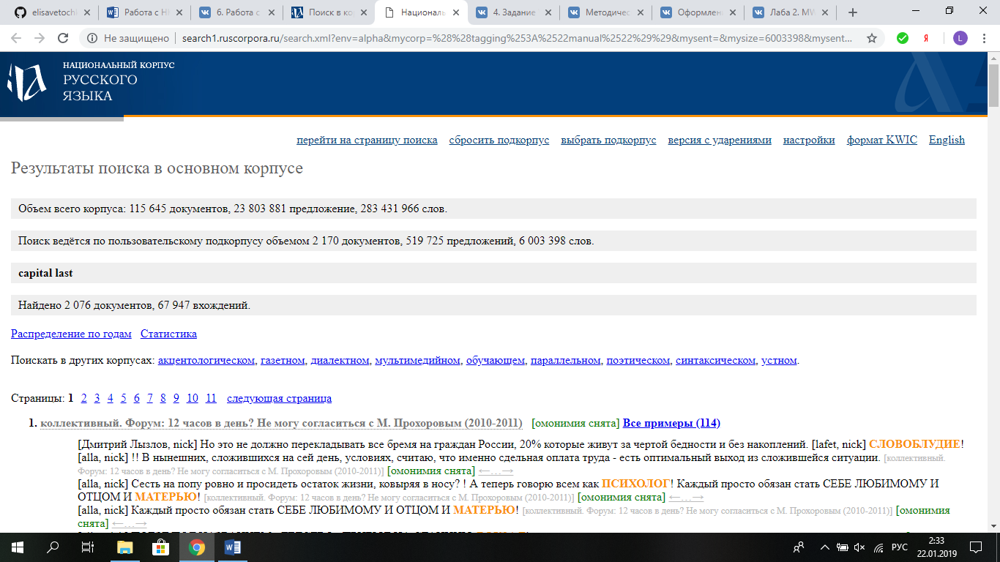 elisavetoch
Работа с НК
6. Работа с
Поиск в ко
Националь
4. Задание
Методичес
Оформлен
Лаба 2. MW
Не защищено
search1.ruscorpora.ru/search.xml?env=alpha&mycorp=%28%28tagging%253A%2522manual%2522%29%29&mysent=&mysize=6003398&mysent...
Я
L
НАЦИОНАЛЬНЫЙ КОРПУС
РУССКОГО
ЯЗЫКА
перейти на страницу поиска сбросить подкорпус выбрать подкорпус версия с ударениями настройки формат KWIC English
Результаты поиска в основном корпусе
Объем всего корпуса: 115 645 документов, 23 803 881 предложение, 283 431 966 слов.
Поиск ведётся по пользовательскому подкорпусу объемом 2 170 документов, 519 725 предложений, 6 003 398 слов.
capital last
Найдено 2 076 документов, 67 947 вхождений.
Распределение по годам Статистика
Поискать в других корпусах: акцентологическом, газетном, диалектном, мультимедийном, обучающем, параллельном, поэтическом, синтаксическом, устном.
Страницы: 1 2 3 4 5 6 7 8 9 10 11 следующая страница
1. коллективный. Форум: 12 часов в день? Не могу согласиться с М. Прохоровым (2010-2011) [омонимия снята] Все примеры (114)
[Дмитрий Лызлов, nick] Но это не должно перекладывать все бремя на граждан России, 20% которые живут за чертой бедности и без накоплений. [lafet, nick] СЛОВОБЛУДИЕ!
[alla, nick] !! В нынешних, сложившихся на сей день, условиях, считаю, что именно сдельная оплата труда - есть оптимальный выход из сложившейся ситуации. [коллективный.
Форум: 12 часов в день? Не могу согласиться с М. Прохоровым (2010-2011)] [омонимия снята] ←…→
[alla, nick] Сесть на попу ровно и просидеть остаток жизни, ковыряя в носу? ! А теперь говорю всем как ПСИХОЛОГ! Каждый просто обязан стать СЕБЕ ЛЮБИМОМУ И
ОТЦОМ И МАТЕРЬЮ! [коллективный. Форум: 12 часов в день? Не могу согласиться с М. Прохоровым (2010-2011)] [омонимия снята] ←…→
[alla, nick] Каждый просто обязан стать СЕБЕ ЛЮБИМОМУ И ОТЦОМ И МАТЕРЬЮ! [коллективный. Форум: 12 часов в день? Не могу согласиться с М. Прохоровым (2010-2011)] [омонимия
снята] ←…→
РУС
2:33
22.01.2019